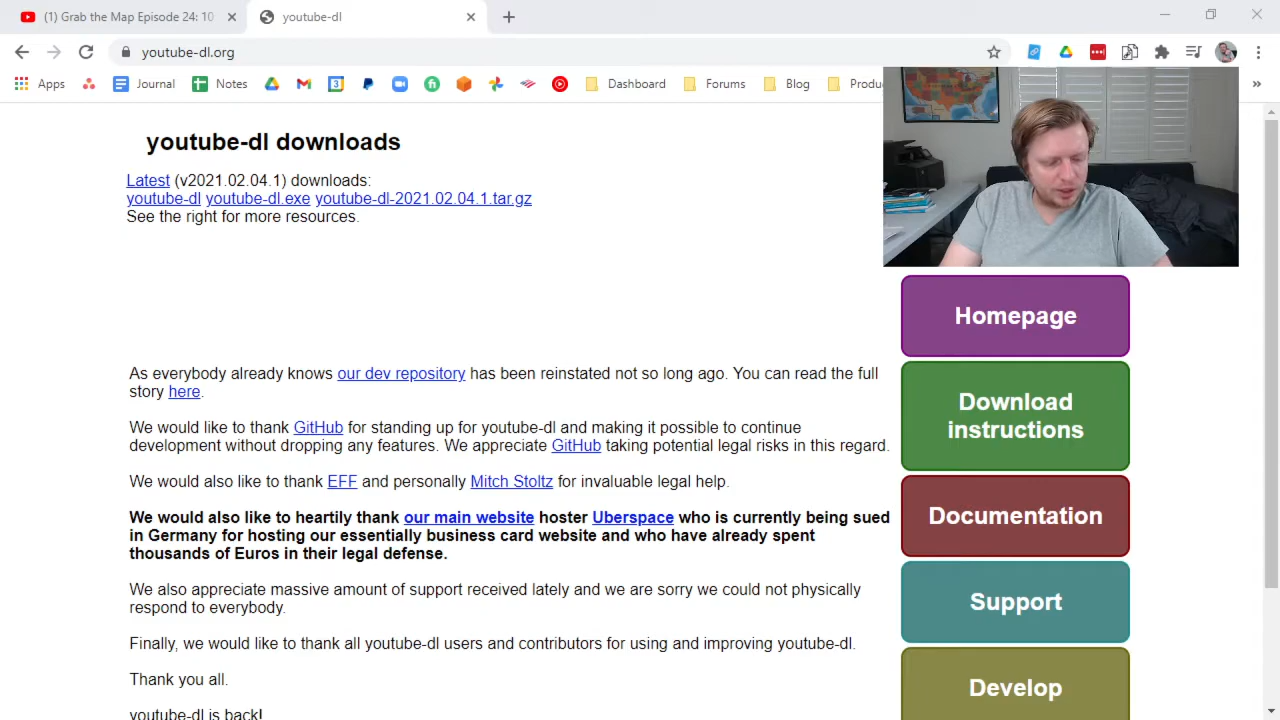 (1) Grab the Map Episode 24: 10
youtube-dl
youtube-dl.org
Apps
Journal
Notes
31
Dashboard
Forums
Blog
Produ
youtube-dl downloads
Latest (v2021.02.04.1) downloads:
youtube-dl youtube-dl.exe youtube-dl-2021.02.04.1.tar.gz
See the right for more resources.
As everybody already knows our dev repository has been reinstated not so long ago. You can read the full
story here.
We would like to thank GitHub for standing up for youtube-dl and making it possible to continue
development without dropping any features. We appreciate GitHub taking potential legal risks in this regard.
We would also like to thank EFF and personally Mitch Stoltz for invaluable legal help.
We would also like to heartily thank our main website hoster Uberspace who is currently being sued
in Germany for hosting our essentially business card website and who have already spent
thousands of Euros in their legal defense.
We also appreciate massive amount of support received lately and we are sorry we could not physically
respond to everybody.
Finally, we would like to thank all youtube-dl users and contributors for using and improving youtube-dl.
Thank you all.
youtube-dl is back!
Homepage
Download
instructions
Documentation
Support
Develop